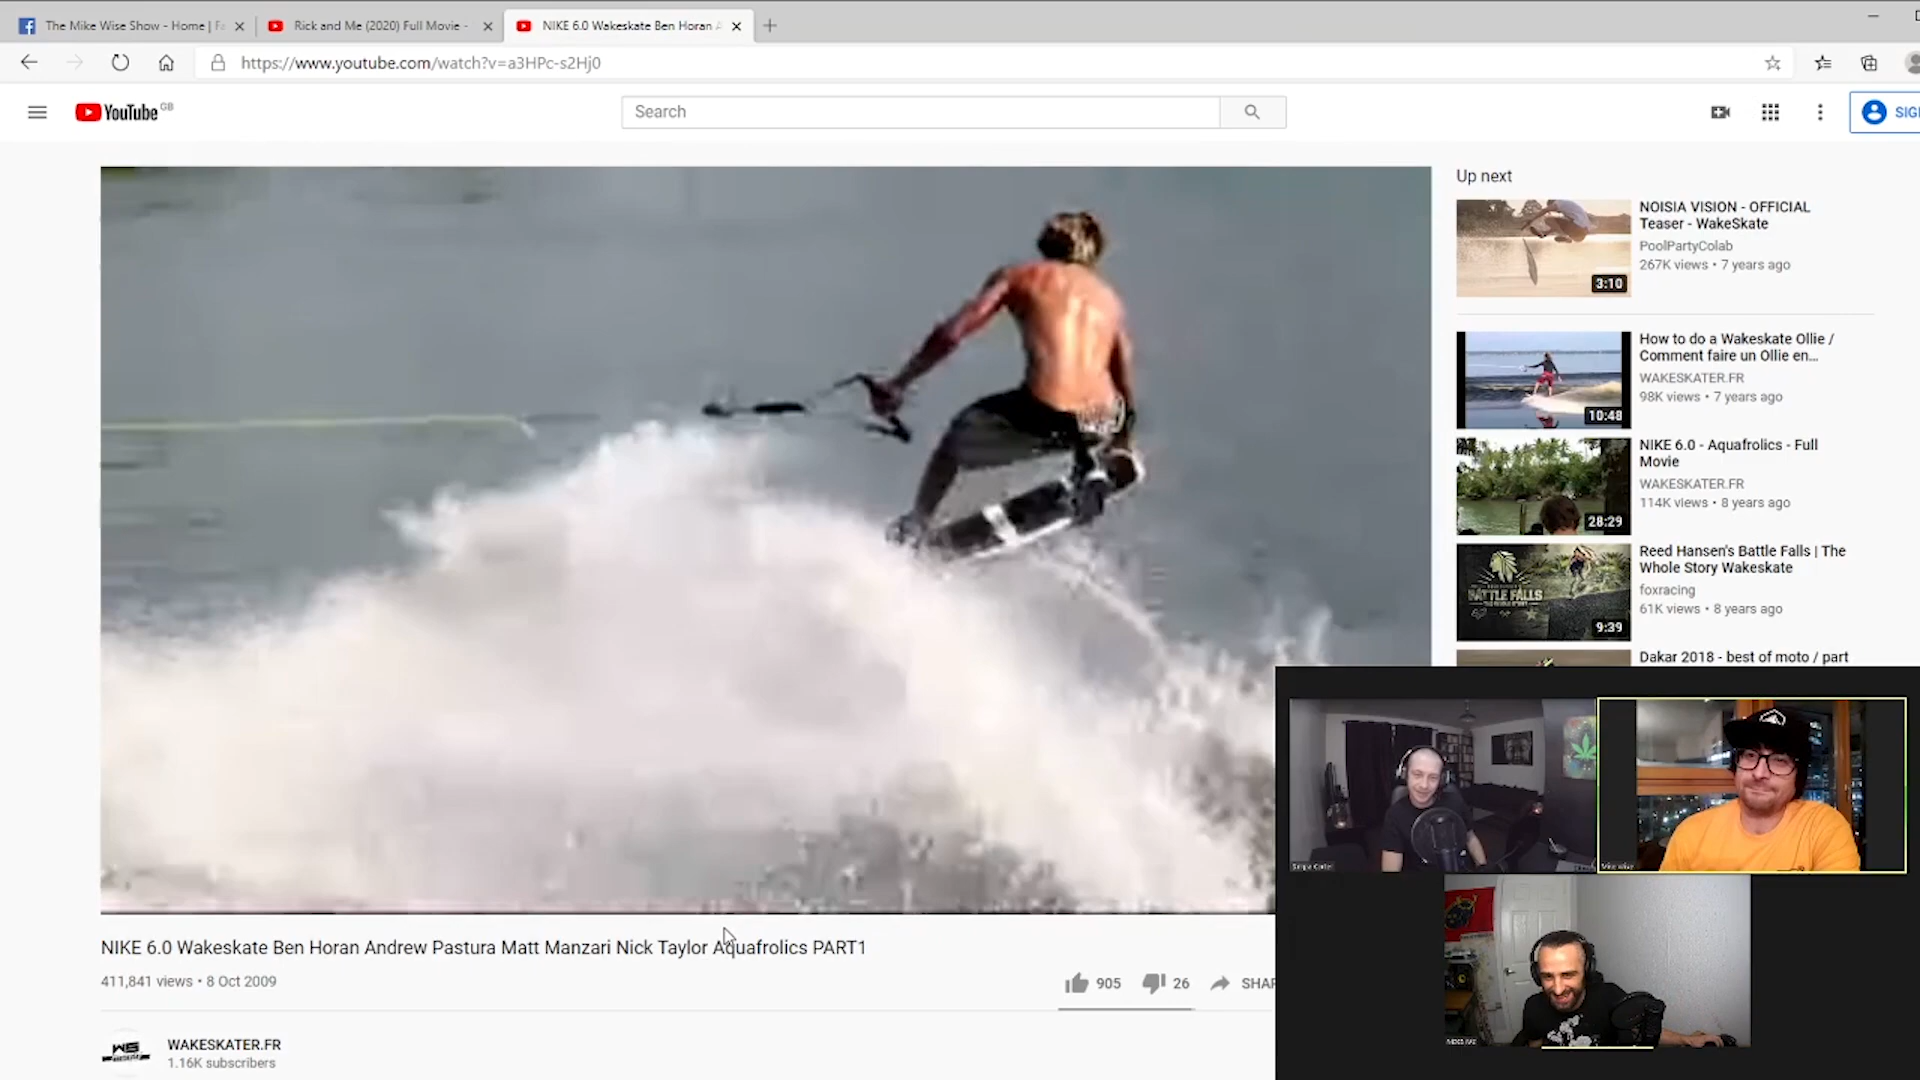 The Mike Wise Show - Home | Fa
Rick and Me (2020) Full Movie -
NIKE 6.0 Wakeskate Ben Horan A
https://www.youtube.com/watch?v=a3HPc-s2Hj0
YouTube GB
Search
SIG
Up next
NOISIA VISION - OFFICIAL
Teaser - WakeSkate
PoolPartyColab
267K views • 7 years ago
3:10
How to do a Wakeskate Ollie /
Comment faire un Ollie en...
WAKESKATER.FR
98K views • 7 years ago
10:48
NIKE 6.0 - Aquafrolics - Full
Movie
WAKESKATER.FR
114K views • 8 years ago
28:29
Reed Hansen's Battle Falls | The
Whole Story Wakeskate
foxracing
61K views • 8 years ago
BATTLE FALLS
9:39
Dakar 2018 - best of moto / part
Mike Wise
NIKE 6.0 Wakeskate Ben Horan Andrew Pastura Matt Manzari Nick Taylor Aquafrolics PART1
411,841 views • 8 Oct 2009
905
26
SHAR
WS
WAKESKATER.FR
1.16K subscribers